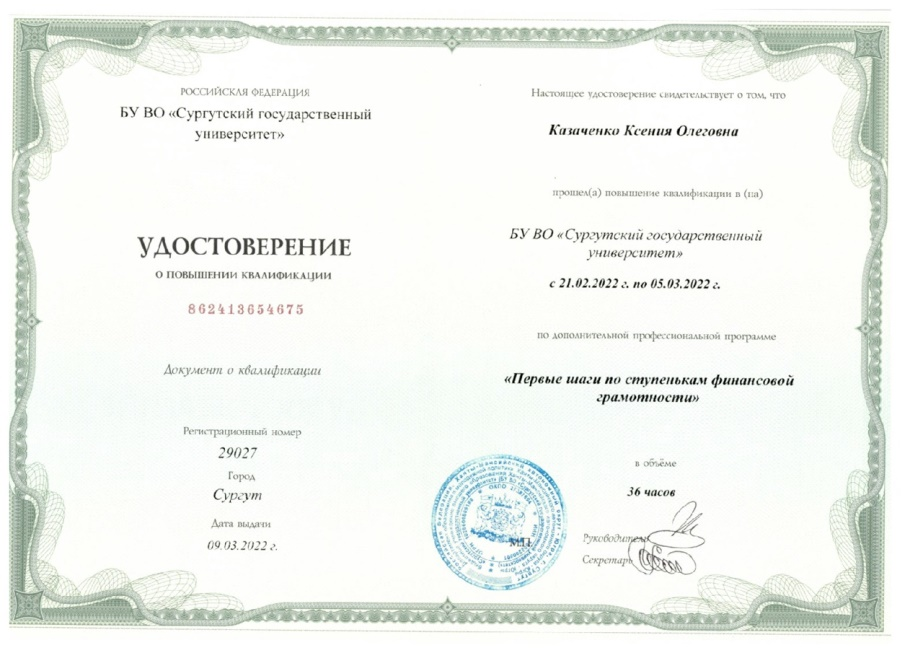 РОССИЙСКАЯ ФЕДЕРАЦИЯ
БУ ВО «Сургутский государственный
университет»
УДОСТОВЕРЕНИЕ
О ПОВЫШЕНИИ КВАЛИФИКАЦИИ
862413654675
Документ о квалификации
Регистрационный номер
29027
Город
Сургут
Дата выдачи
09.03.2022 г.
Настоящее удостоверение свидетельствует о том, что
Казаченко Ксения Олеговна
прошел(а) повышение квалификации в (на)
БУ ВО «Сургутский государственный
университет»
с 21.02.2022 г. по 05.03.2022 г.
по дополнительной профессиональной программе
«Первые шаги по ступенькам финансовой
грамотности»
в объёме
36 часов
М.П.
Руководитель
Секретарь